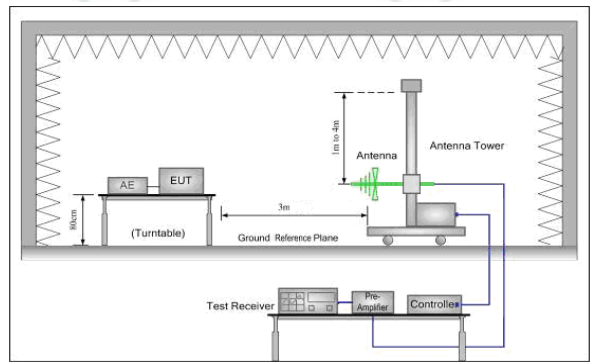 1m to 4m
Antenna
Antenna Tower
AE
EUT
80cm
(Turntable)
3m
Ground Reference Plane
Test Receiver
Pre-
Amplifier
Controller